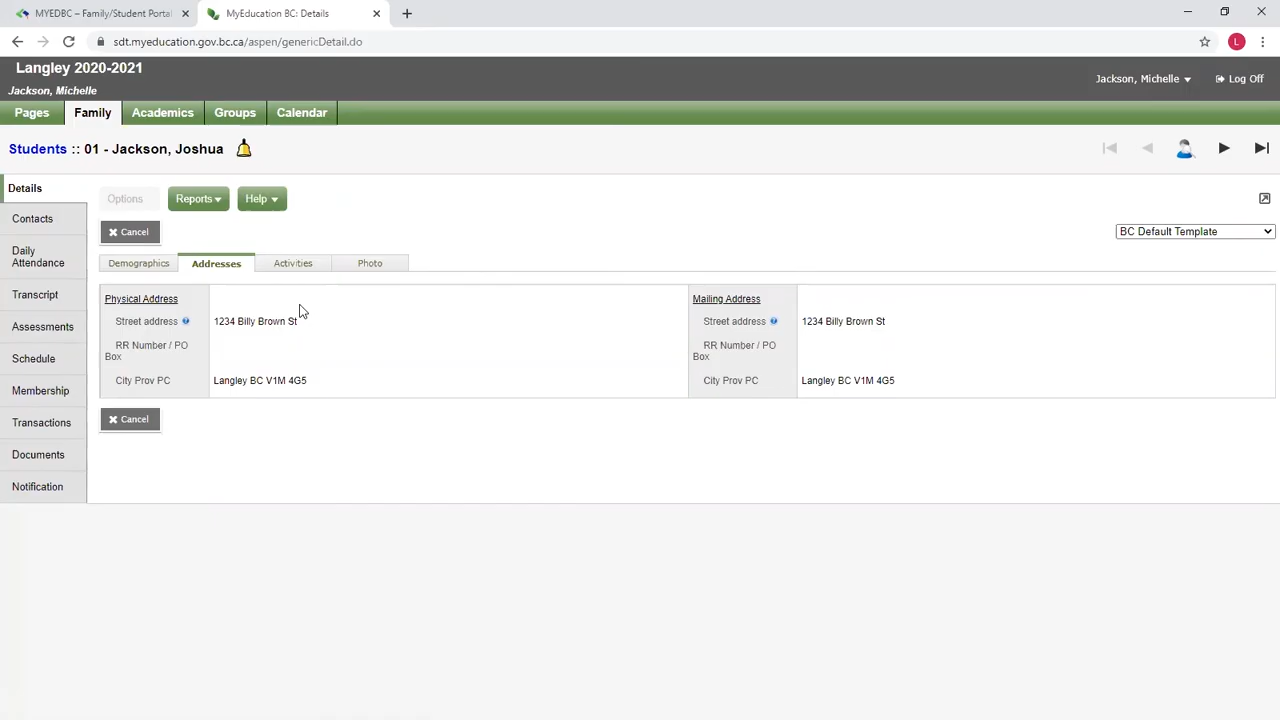 MYEDBC – Family/Student Portal
MyEducation BC: Details
sdt.myeducation.gov.bc.ca/aspen/genericDetail.do
L
Langley 2020-2021
Jackson, Michelle
Jackson, Michelle
Log Off
Pages
Family
Academics
Groups
Calendar
Students :: 01 - Jackson, Joshua
Details
Contacts
Daily
Attendance
Transcript
Assessments
Schedule
Membership
Transactions
Documents
Notification
Options
Reports
Help
Cancel
BC Default Template
Demographics
Addresses
Activities
Photo
Physical Address
Street address 1234 Billy Brown St
RR Number / PO
Box
City Prov PC Langley BC V1M 4G5
Mailing Address
Street address 1234 Billy Brown St
RR Number / PO
Box
City Prov PC Langley BC V1M 4G5
Cancel